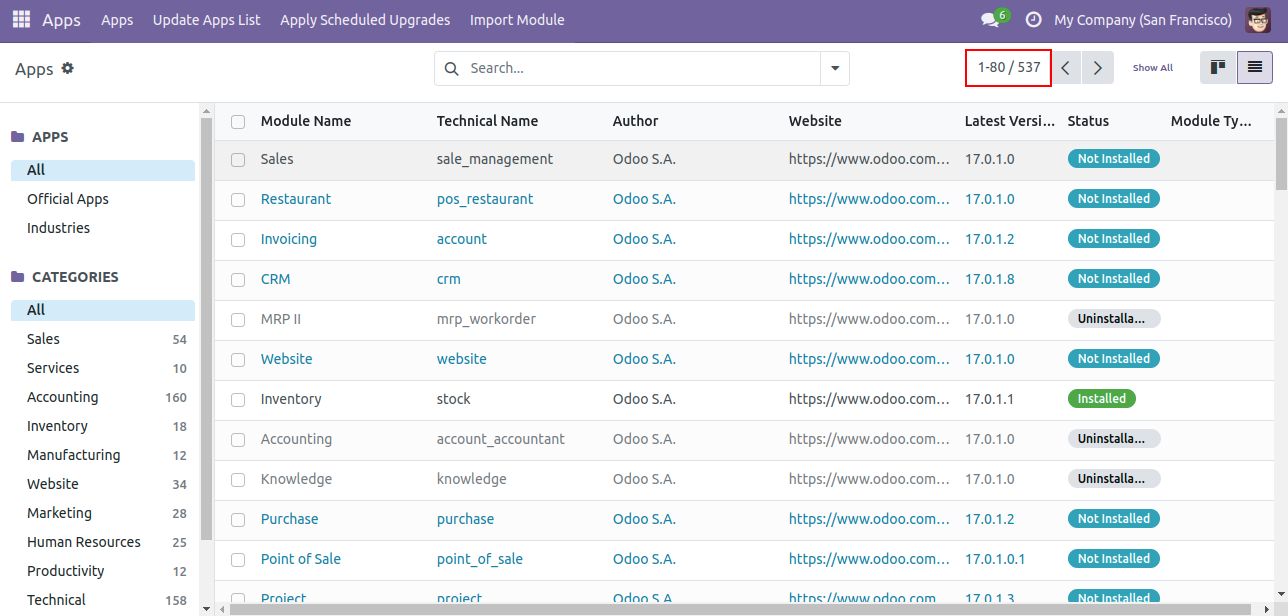 Apps Apps Update Apps List Apply Scheduled Upgrades Import Module 6 My Company (San Francisco)
Apps Search... 1-80 / 537 Show All
APPS
All
Official Apps
Industries
CATEGORIES
All
Sales 54
Services 10
Accounting 160
Inventory 18
Manufacturing 12
Website 34
Marketing 28
Human Resources 25
Productivity 12
Technical 158
Module Name Technical Name Author Website Latest Versi... Status Module Ty...
Sales sale_management Odoo S.A. https://www.odoo.com... 17.0.1.0 Not Installed
Restaurant pos_restaurant Odoo S.A. https://www.odoo.com... 17.0.1.0 Not Installed
Invoicing account Odoo S.A. https://www.odoo.com... 17.0.1.2 Not Installed
CRM crm Odoo S.A. https://www.odoo.com... 17.0.1.8 Not Installed
MRP II mrp_workorder Odoo S.A. https://www.odoo.com... 17.0.1.0 Uninstalla...
Website website Odoo S.A. https://www.odoo.com... 17.0.1.0 Not Installed
Inventory stock Odoo S.A. https://www.odoo.com... 17.0.1.1 Installed
Accounting account_accountant Odoo S.A. https://www.odoo.com... 17.0.1.0 Uninstalla...
Knowledge knowledge Odoo S.A. https://www.odoo.com... 17.0.1.0 Uninstalla...
Purchase purchase Odoo S.A. https://www.odoo.com... 17.0.1.2 Not Installed
Point of Sale point_of_sale Odoo S.A. https://www.odoo.com... 17.0.1.0.1 Not Installed
Project project Odoo S.A. https://www.odoo.com... 17.0.1.3 Not Installed